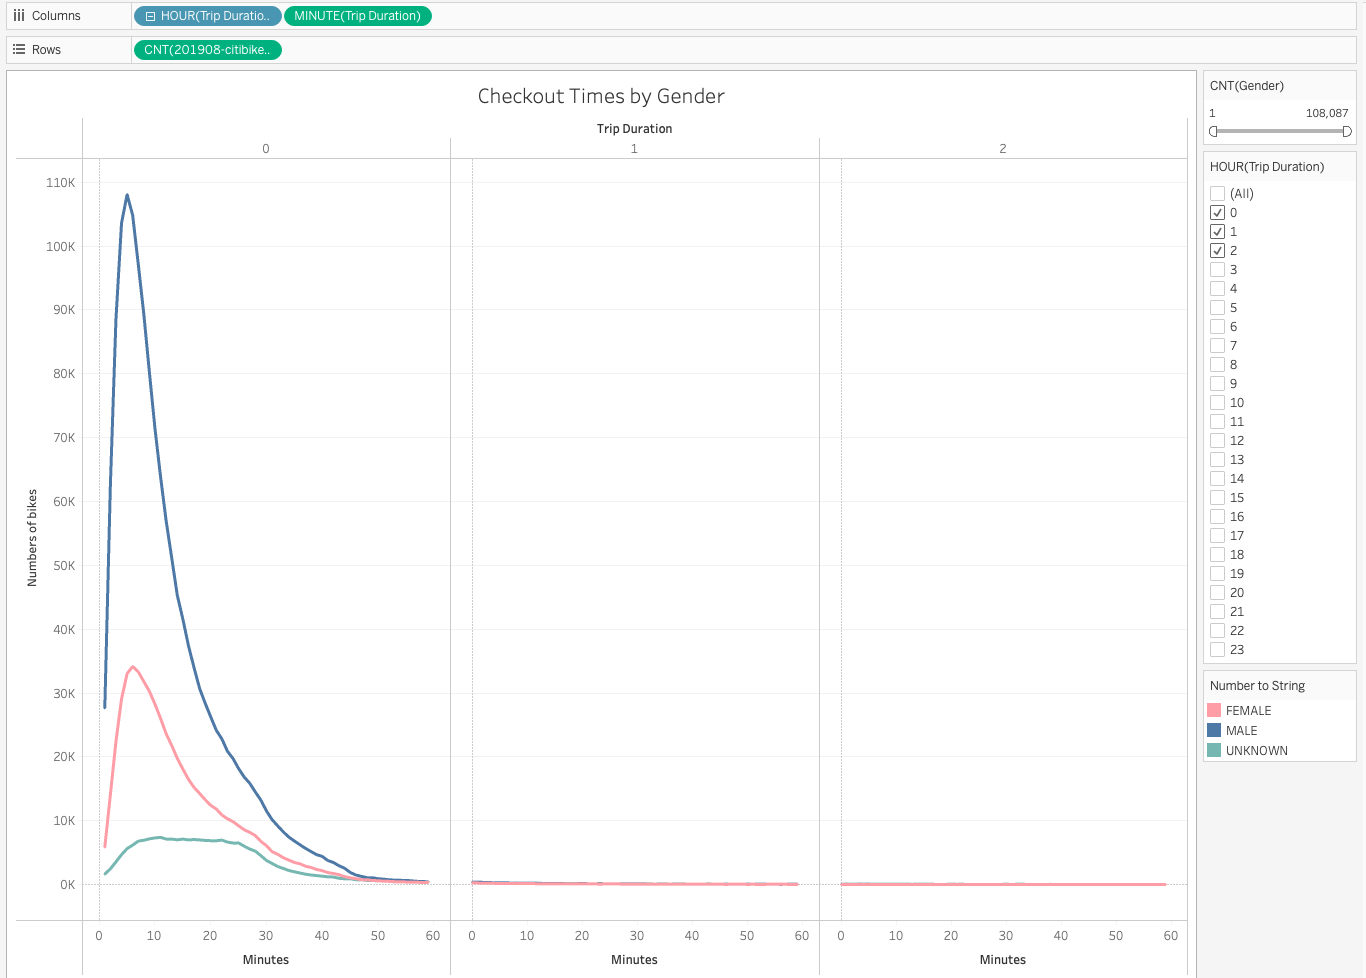 Columns
HOUR(Trip Duratio..
MINUTE(Trip Duration)
Rows
CNT(201908-citibike..
Checkout Times by Gender
Trip Duration
0
1
2
110K
100K
90K
80K
70K
60K
50K
40K
30K
20K
10K
0K
Numbers of bikes
0 10 20 30 40 50 60
0 10 20 30 40 50 60
0 10 20 30 40 50 60
Minutes
Minutes
Minutes
CNT(Gender)
1 108,087
HOUR(Trip Duration)
(All)
0
1
2
3
4
5
6
7
8
9
10
11
12
13
14
15
16
17
18
19
20
21
22
23
Number to String
FEMALE
MALE
UNKNOWN